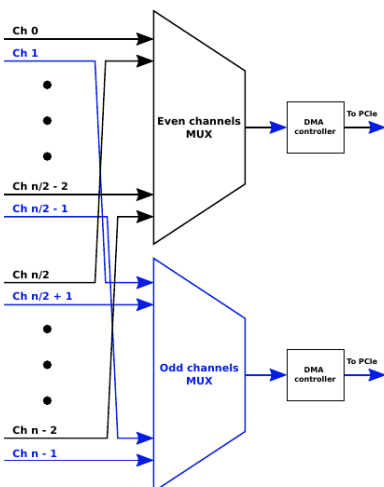 Ch 0
Ch 1
Even channels
MUX
DMA
controller
To PCIe
Ch n/2 - 2
Ch n/2 - 1
Ch n/2
Ch n/2 + 1
Odd channels
MUX
DMA
controller
To PCIe
Ch n - 2
Ch n - 1